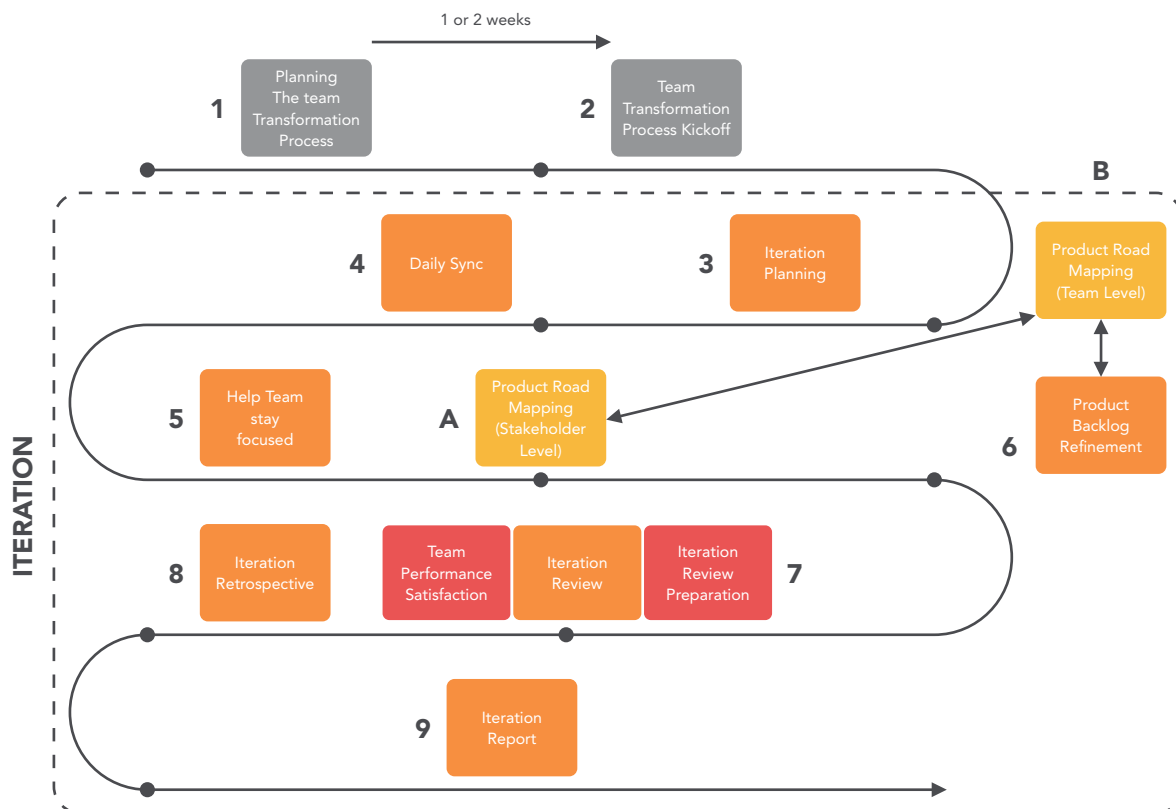 1 or 2 weeks
1
Planning
The team
Transformation
Process
2
Team
Transformation
Process Kickoff
B
4
Daily Sync
3
Iteration
Planning
Product Road
Mapping
(Team Level)
5
Help Team
stay
focused
A
Product Road
Mapping
(Stakeholder
Level)
6
Product
Backlog
Refinement
ITERATION
8
Iteration
Retrospective
Team
Performance
Satisfaction
Iteration
Review
Iteration
Review
Preparation
7
9
Iteration
Report